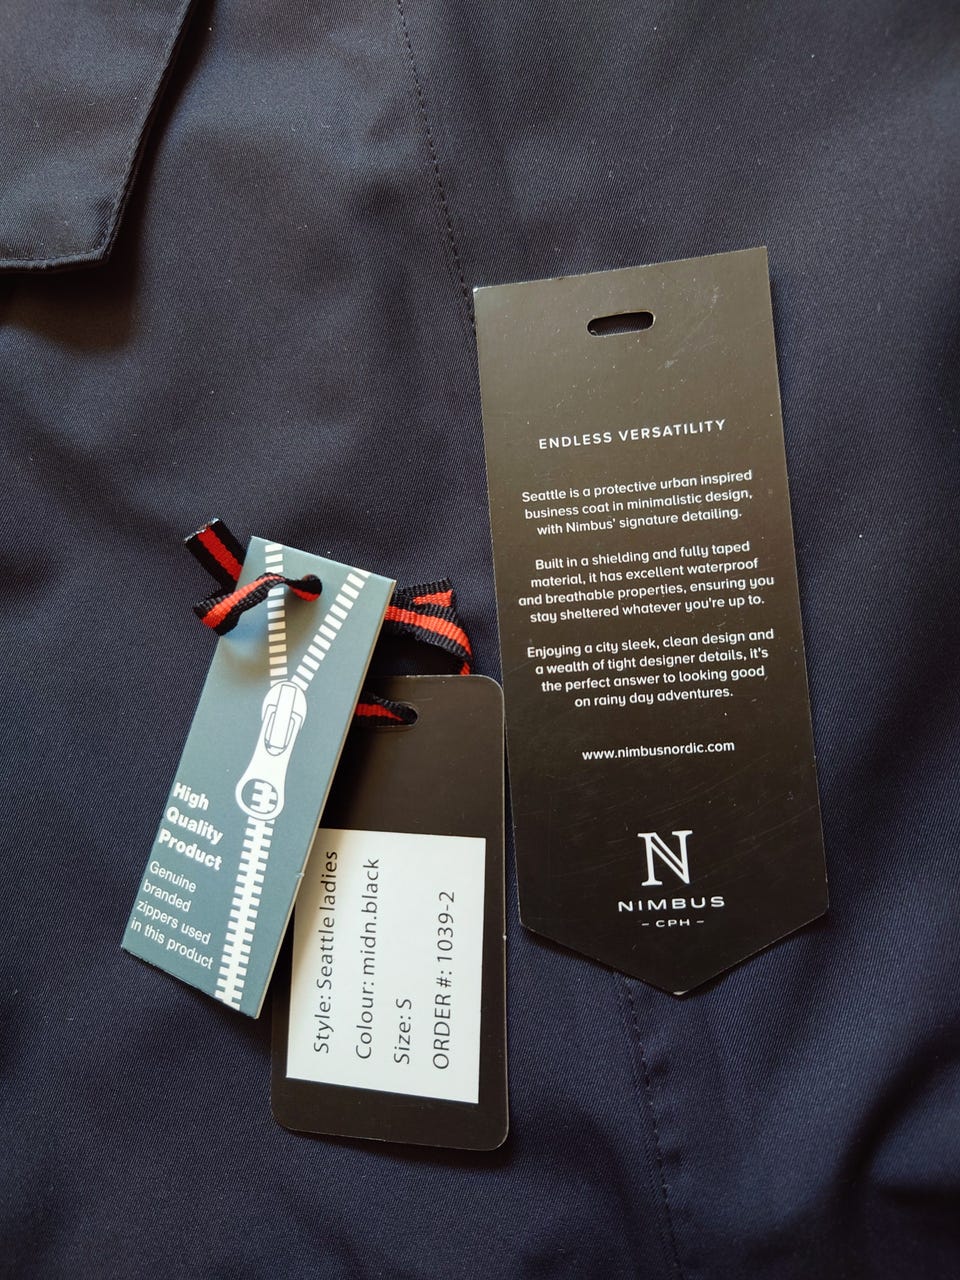 ENDLESS VERSATILITY
Seattle is a protective urban inspired
business coat in minimalistic design,
with Nimbus' signature detailing.
Built in a shielding and fully taped
material, it has excellent waterproof
and breathable properties, ensuring you
stay sheltered whatever you're up to.
Enjoying a city sleek, clean design and
a wealth of tight designer details, it's
the perfect answer to looking good
on rainy day adventures.
www.nimbusnordic.com
N
NIMBUS
- CPH -
High
Quality
Product
Genuine
branded
zippers used
in this product
Style: Seattle ladies
Colour: midn.black
Size: S
ORDER #: 1039-2